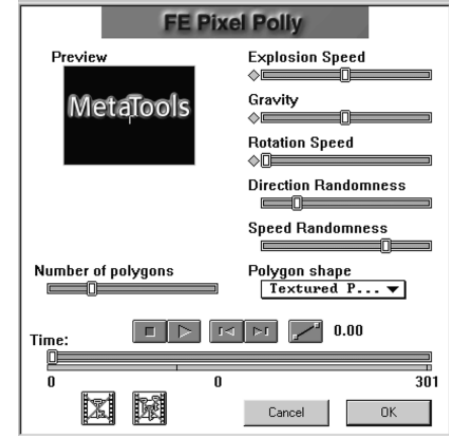 FE Pixel Polly
Preview
MetaTools
Explosion Speed
Gravity
Rotation Speed
Direction Randomness
Speed Randomness
Number of polygons
Polygon shape
Textured P...
0.00
Time:
0 0 301
Cancel OK